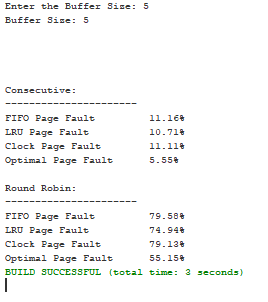 Enter the Buffer Size: 5
Buffer Size: 5
Consecutive:
----------------------
FIFO Page Fault 11.16%
LRU Page Fault 10.71%
Clock Page Fault 11.11%
Optimal Page Fault 5.55%
Round Robin:
----------------------
FIFO Page Fault 79.58%
LRU Page Fault 74.94%
Clock Page Fault 79.13%
Optimal Page Fault 55.15%
BUILD SUCCESSFUL (total time: 3 seconds)